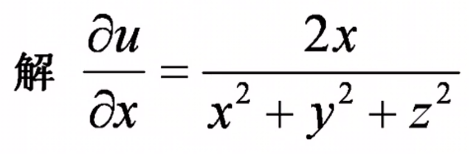 解 ∂u/∂x = 2x/(x² + y² + z²)